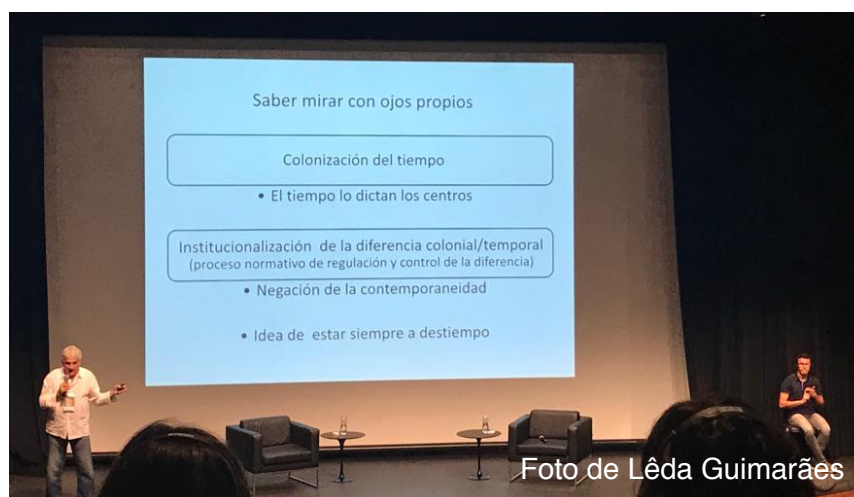 Saber mirar con ojos propios
Colonización del tiempo
• El tiempo lo dictan los centros
Institucionalización de la diferencia colonial/temporal
(proceso normativo de regulación y control de la diferencia)
• Negación de la contemporaneidad
• Idea de estar siempre a destiempo
Foto de Lêda Guimarães